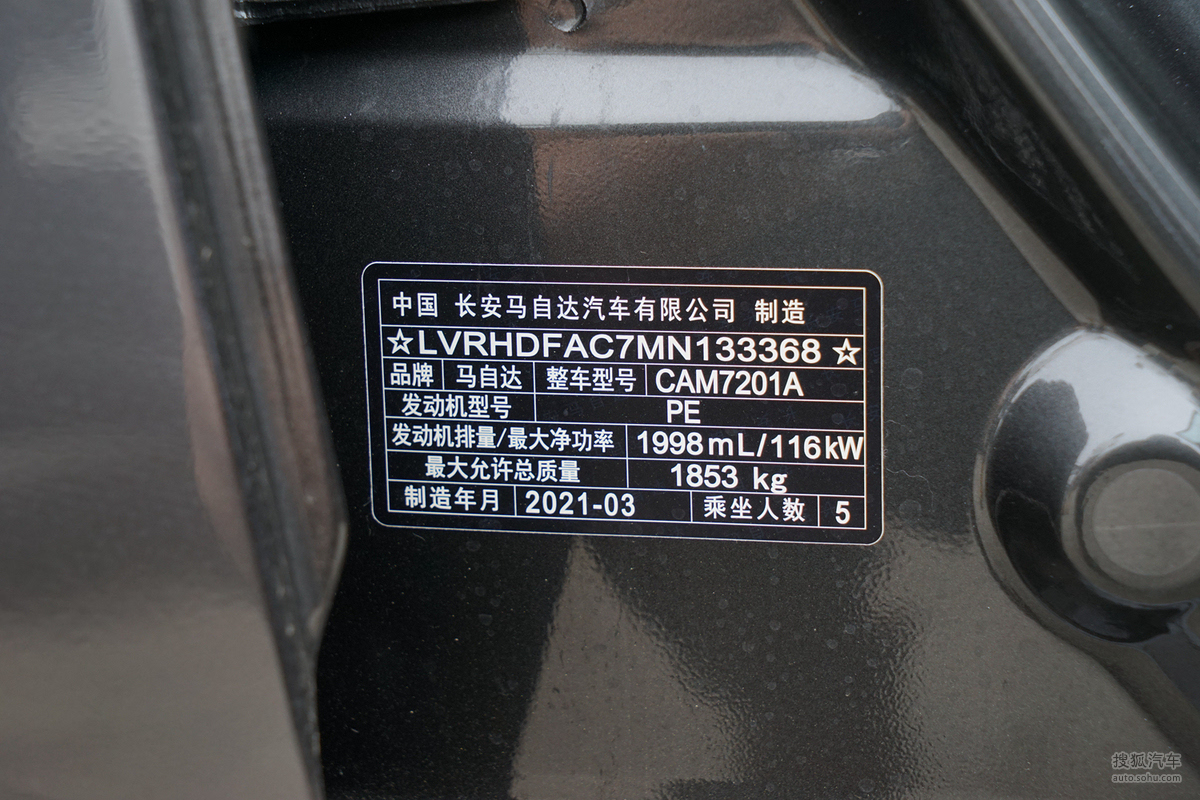 中国 长安马自达汽车有限公司 制造
☆LVRHDFAC7MN133368☆
品牌 马自达 整车型号 CAM7201A
发动机型号 PE
发动机排量/最大净功率 1998mL/116kW
最大允许总质量 1853 kg
制造年月 2021-03 乘坐人数 5
搜狐汽车
auto.sohu.com